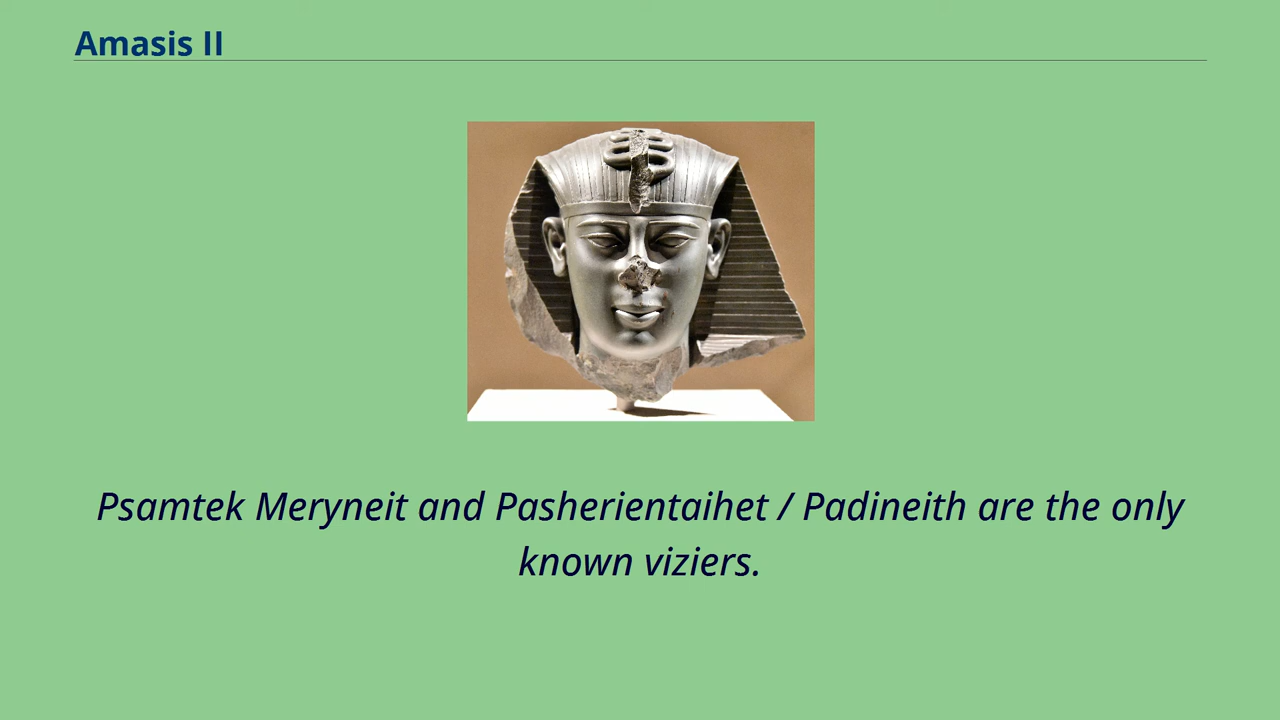 Amasis II
Psamtek Meryneit and Pasherientaihet / Padineith are the only
known viziers.